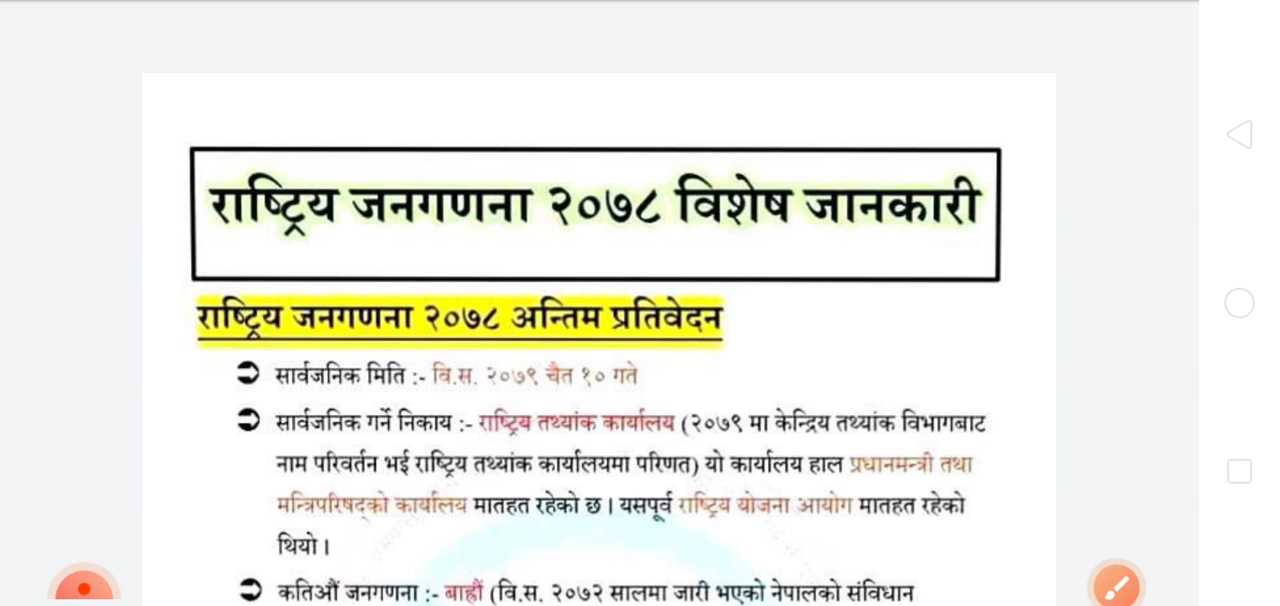 राष्ट्रिय जनगणना २०७८ विशेष जानकारी
राष्ट्रिय जनगणना २०७८ अन्तिम प्रतिवेदन
➲ सार्वजनिक मिति :- वि.स. २०७९ चैत १० गते
➲ सार्वजनिक गर्ने निकाय :- राष्ट्रिय तथ्यांक कार्यालय (२०७९ मा केन्द्रिय तथ्यांक विभागबाट
नाम परिवर्तन भई राष्ट्रिय तथ्यांक कार्यालयमा परिणत) यो कार्यालय हाल प्रधानमन्त्री तथा
मन्त्रिपरिषद्को कार्यालय मातहत रहेको छ । यसपूर्व राष्ट्रिय योजना आयोग मातहत रहेको
थियो ।
➲ कतिऔं जनगणना :- बाह्रौं (वि.स. २०७२ सालमा जारी भएको नेपालको संविधान